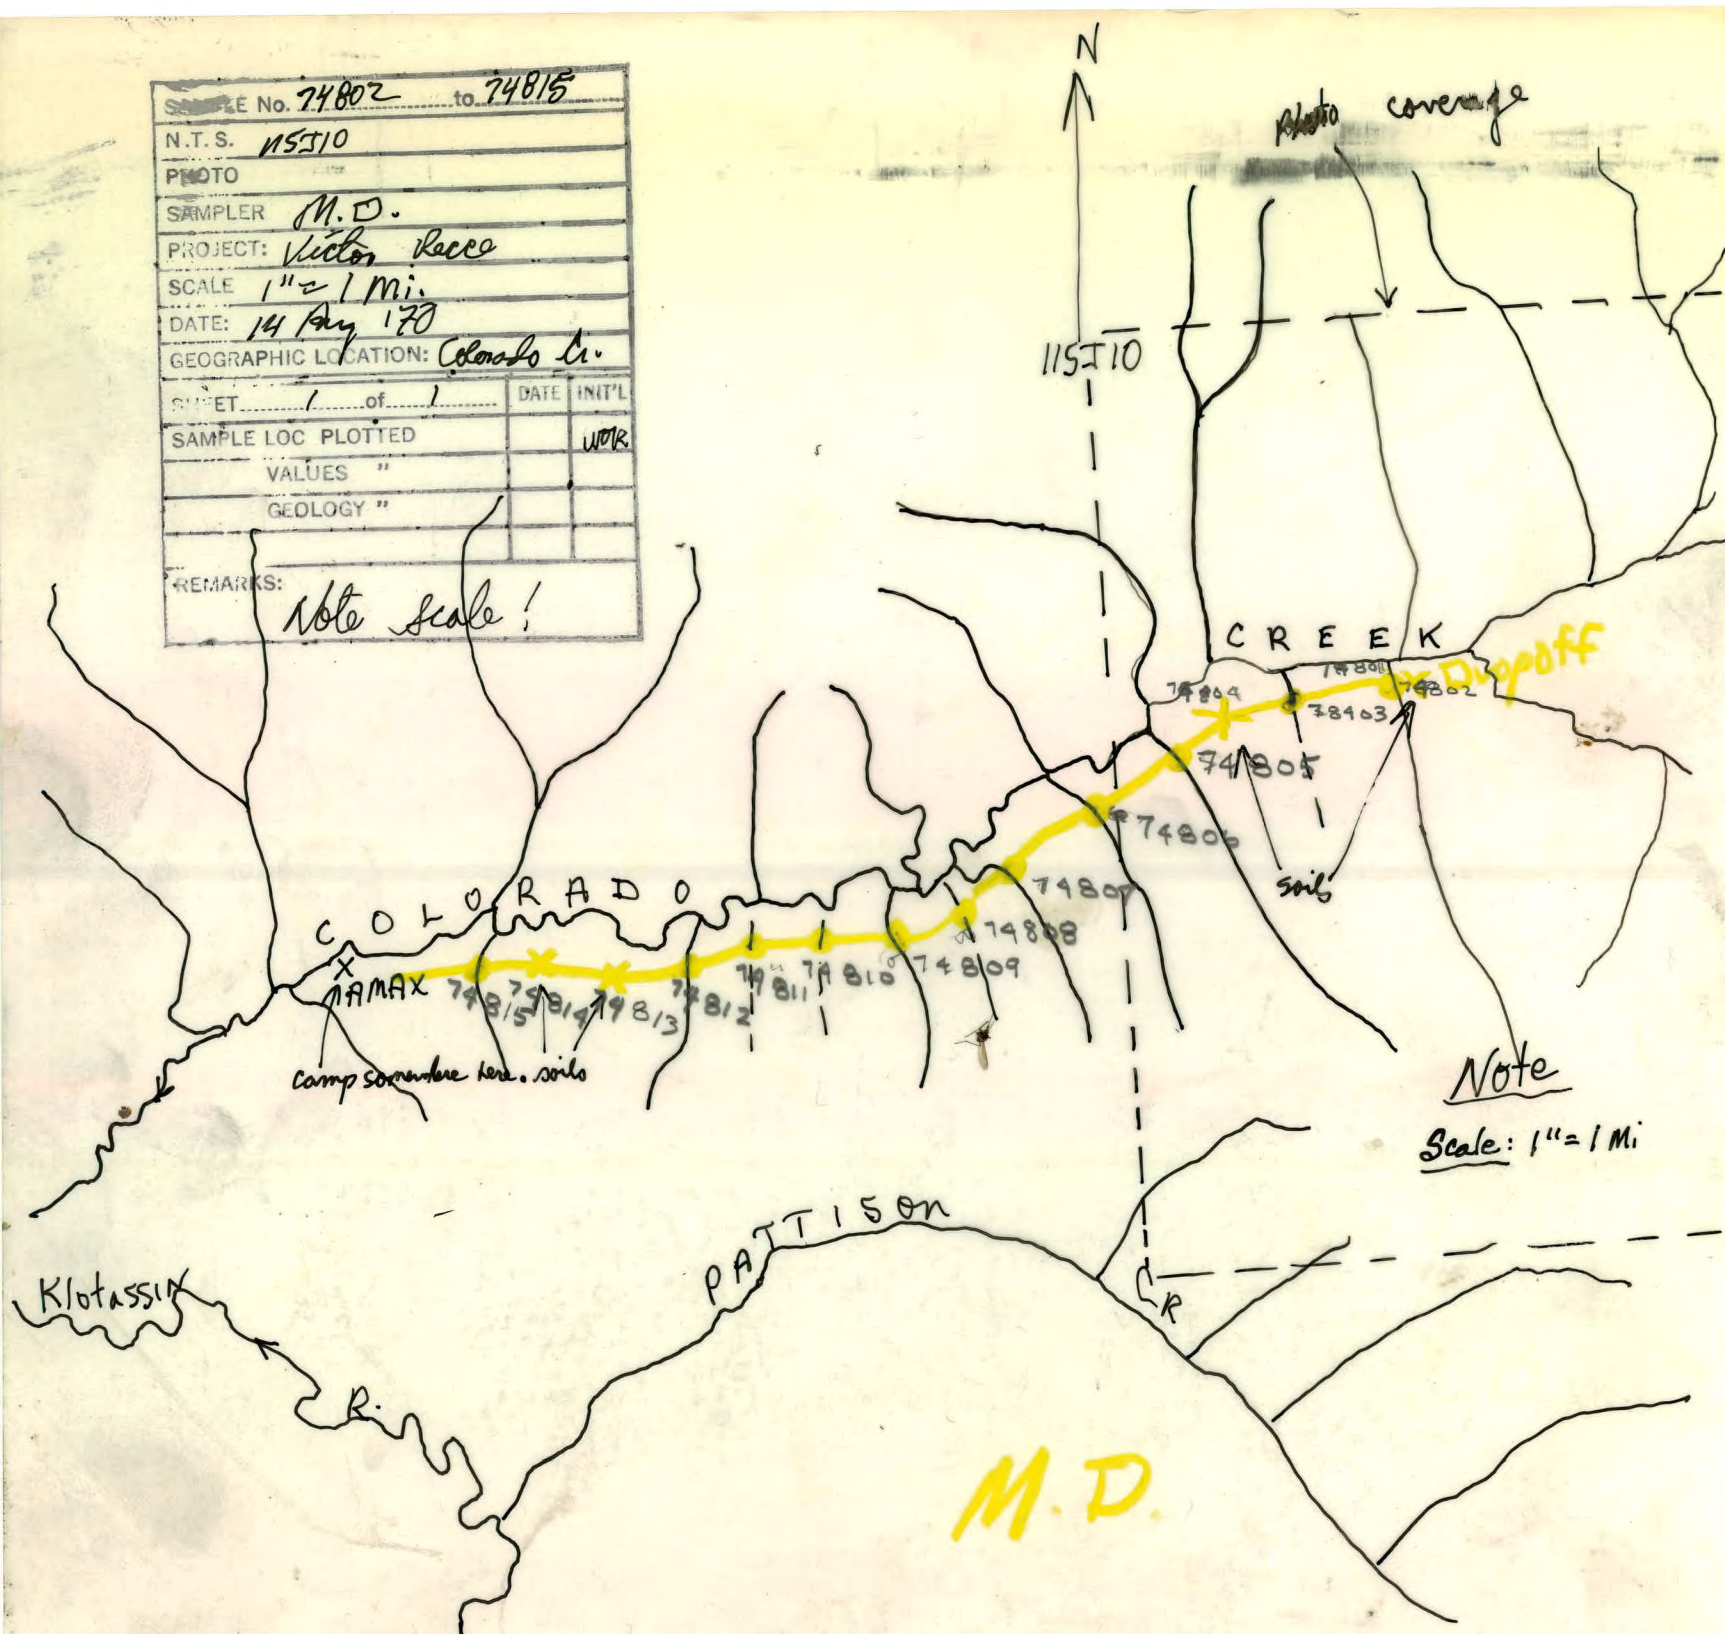 SAMPLE No. 74802 to 74815
N.T.S. 115J10
PHOTO
SAMPLER M.D.
PROJECT: Victor Recce
SCALE 1" = 1 Mi.
DATE: 14 Aug '70
GEOGRAPHIC LOCATION: Colorado Cr.
SHEET 1 of 1 DATE INIT'L
SAMPLE LOC PLOTTED WOR
VALUES "
GEOLOGY "
REMARKS:
Note scale!
N
photo coverage
115J10
CREEK
Dropoff
74801
74802
74804
78403
74805
74806
soils
74807
74808
74809
74810
74811
74812
74813
74814
74815
COLORADO
X
AMAX
camp somewhere here. soils
Note
Scale: 1" = 1 Mi
PATTISON
CR
Klotassin
R.
M.D.